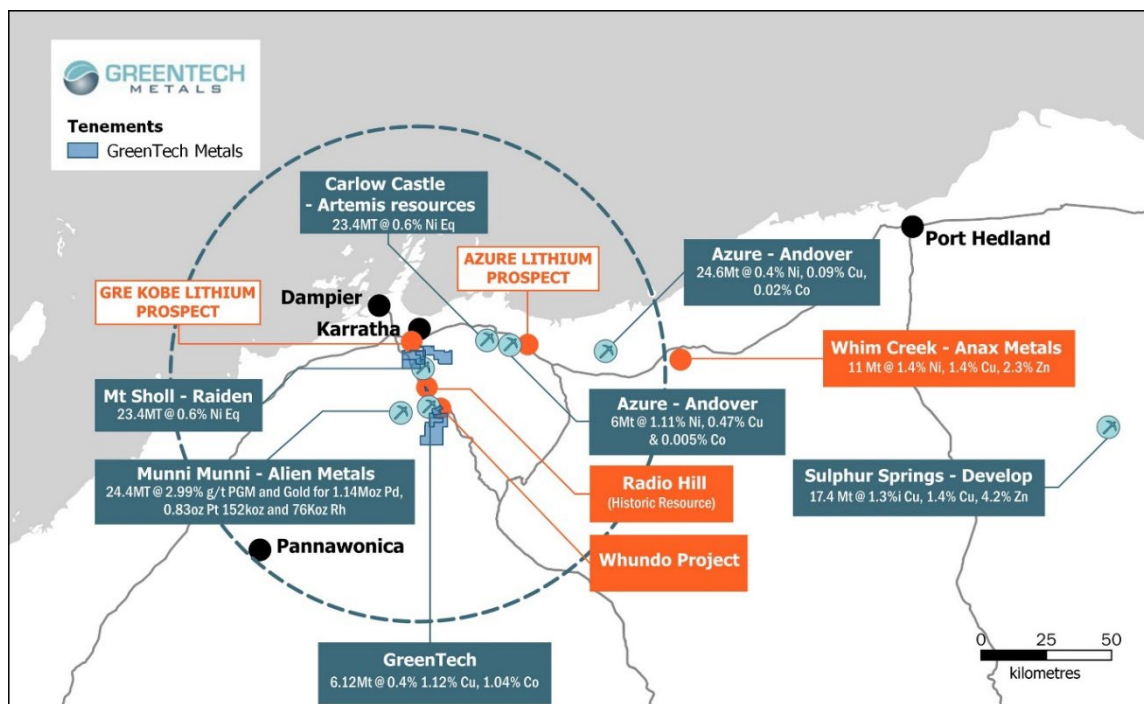 GREENTECH
METALS
Tenements
GreenTech Metals
Carlow Castle
- Artemis resources
23.4MT @ 0.6% Ni Eq
Port Hedland
AZURE LITHIUM
PROSPECT
Azure - Andover
24.6Mt @ 0.4% Ni, 0.09% Cu,
0.02% Co
GRE KOBE LITHIUM
PROSPECT
Dampier
Karratha
Whim Creek - Anax Metals
11 Mt @ 1.4% Ni, 1.4% Cu, 2.3% Zn
Mt Sholl - Raiden
23.4MT @ 0.6% Ni Eq
Azure - Andover
6Mt @ 1.11% Ni, 0.47% Cu
& 0.005% Co
Munni Munni - Alien Metals
24.4MT @ 2.99% g/t PGM and Gold for 1.14Moz Pd,
0.83oz Pt 152koz and 76Koz Rh
Radio Hill
(Historic Resource)
Sulphur Springs - Develop
17.4 Mt @ 1.3%i Cu, 1.4% Cu, 4.2% Zn
Pannawonica
Whundo Project
GreenTech
6.12Mt @ 0.4% 1.12% Cu, 1.04% Co
0 25 50
kilometres